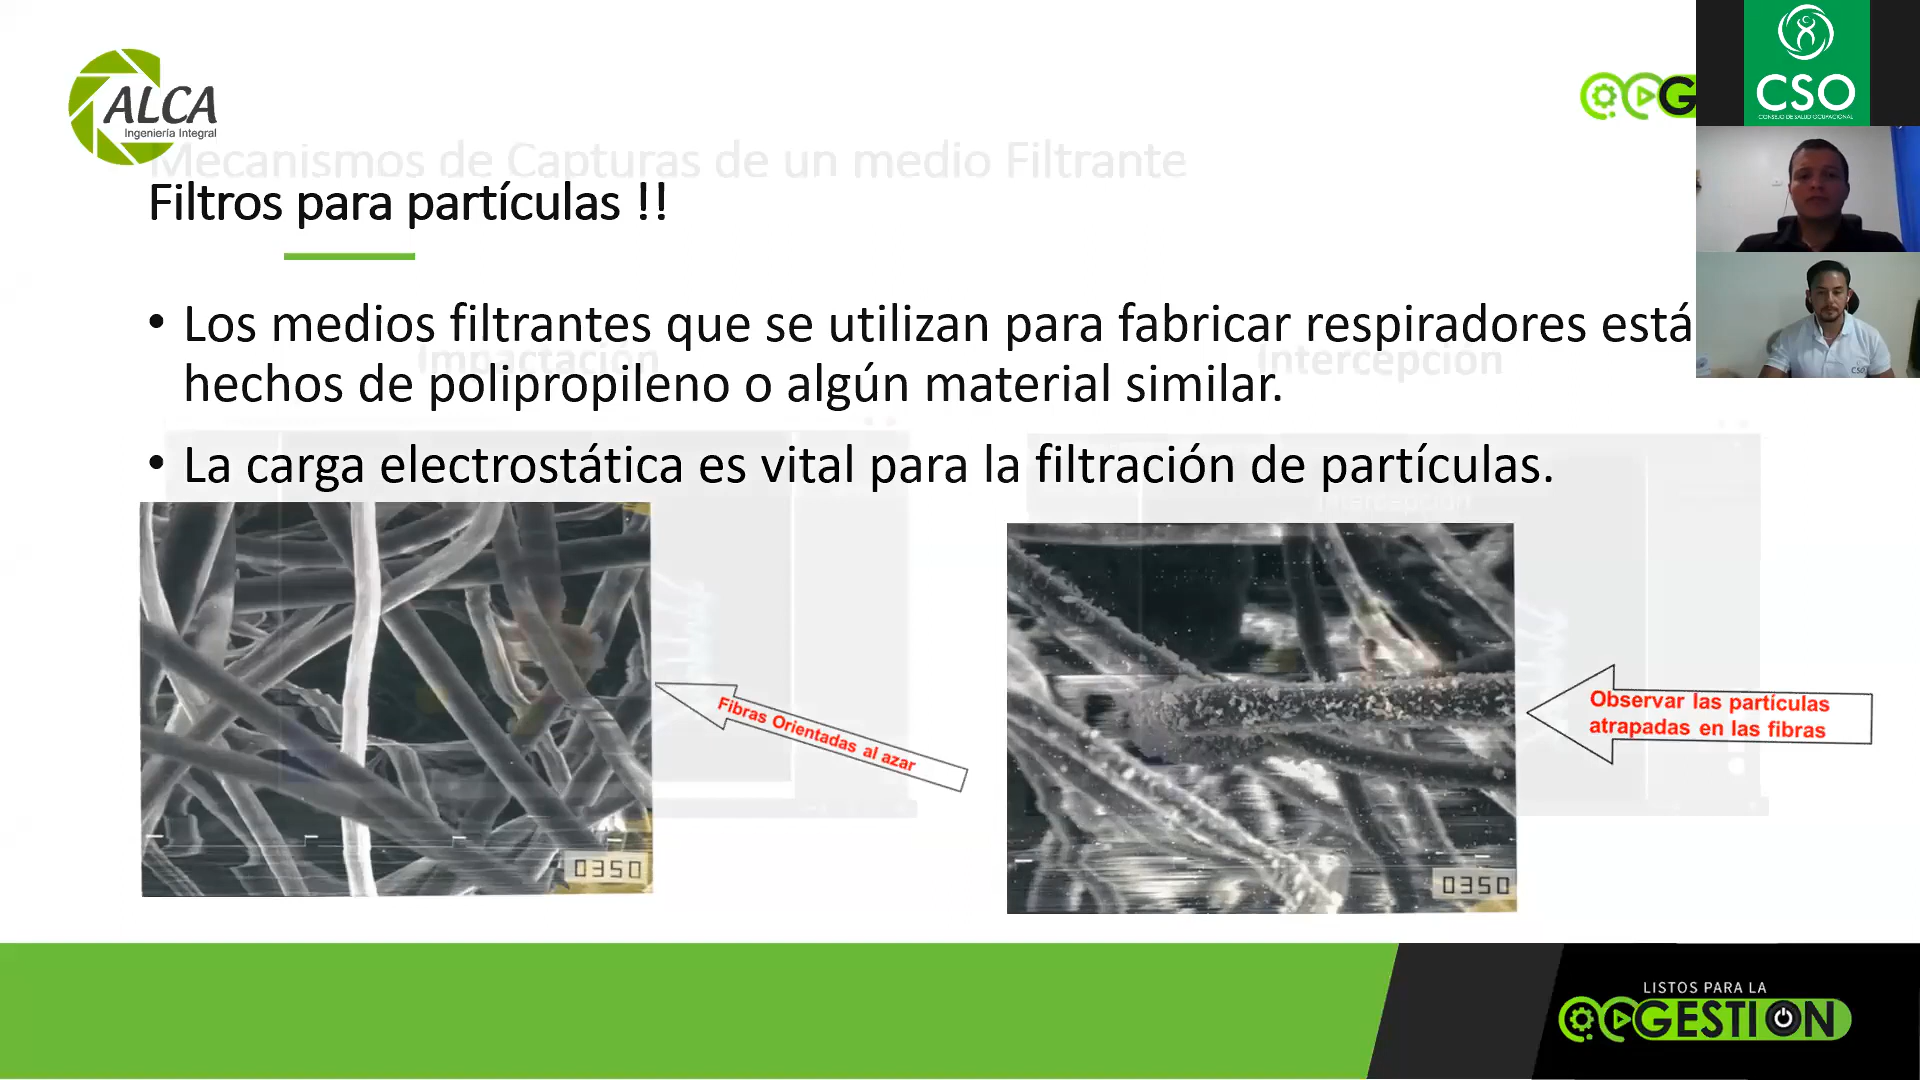 ALCA
Ingeniería Integral
G
CSO
CONSEJO DE SALUD OCUPACIONAL
Mecanismos de Capturas de un medio Filtrante
Filtros para partículas !!
Impactación
Intercepción
• Los medios filtrantes que se utilizan para fabricar respiradores está
hechos de polipropileno o algún material similar.
• La carga electrostática es vital para la filtración de partículas.
Intercepción
Fibras Orientadas al azar
Observar las partículas
atrapadas en las fibras
0350
0350
CSO
LISTOS PARA LA
GESTION